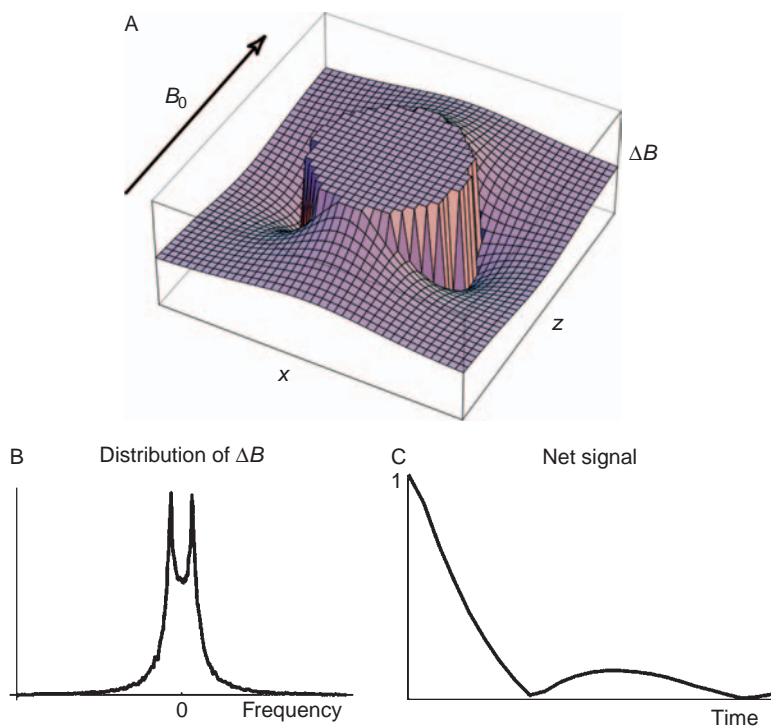 A
B0
ΔB
z
x
B Distribution of ΔB
0 Frequency
C Net signal
1
Time